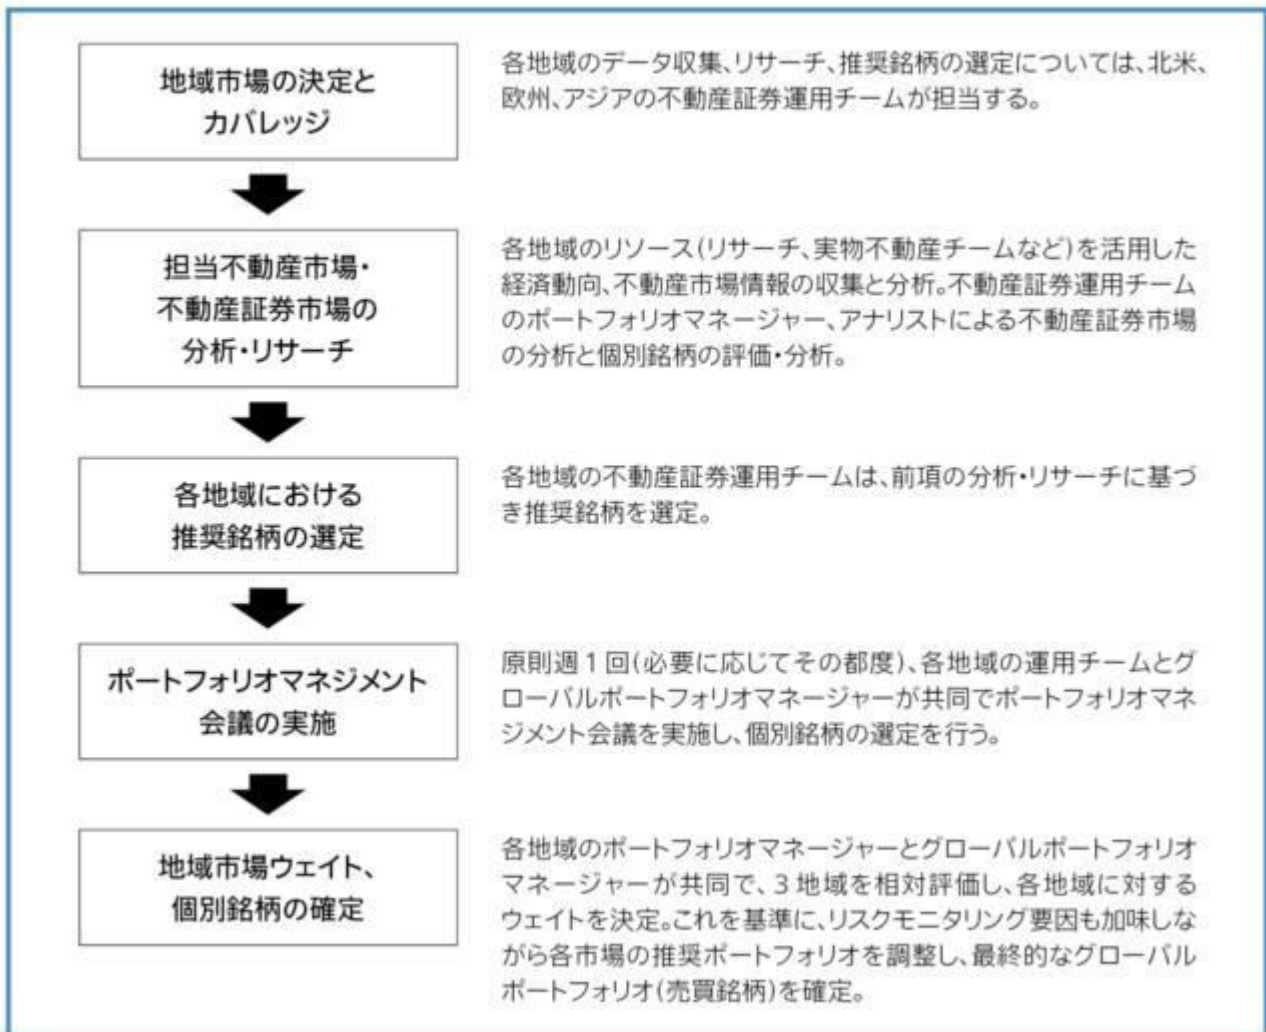 地域市場の決定と
カバレッジ
各地域のデータ収集、リサーチ、推奨銘柄の選定については、北米、
欧州、アジアの不動産証券運用チームが担当する。
担当不動産市場・
不動産証券市場の
分析・リサーチ
各地域のリソース(リサーチ、実物不動産チームなど)を活用した
経済動向、不動産市場情報の収集と分析。不動産証券運用チーム
のポートフォリオマネージャー、アナリストによる不動産証券市場
の分析と個別銘柄の評価・分析。
各地域における
推奨銘柄の選定
各地域の不動産証券運用チームは、前項の分析・リサーチに基づ
き推奨銘柄を選定。
ポートフォリオマネジメント
会議の実施
原則週1回(必要に応じてその都度)、各地域の運用チームとグ
ローバルポートフォリオマネージャーが共同でポートフォリオマネ
ジメント会議を実施し、個別銘柄の選定を行う。
地域市場ウェイト、
個別銘柄の確定
各地域のポートフォリオマネージャーとグローバルポートフォリオ
マネージャーが共同で、3地域を相対評価し、各地域に対する
ウェイトを決定。これを基準に、リスクモニタリング要因も加味しな
がら各市場の推奨ポートフォリオを調整し、最終的なグローバル
ポートフォリオ(売買銘柄)を確定。